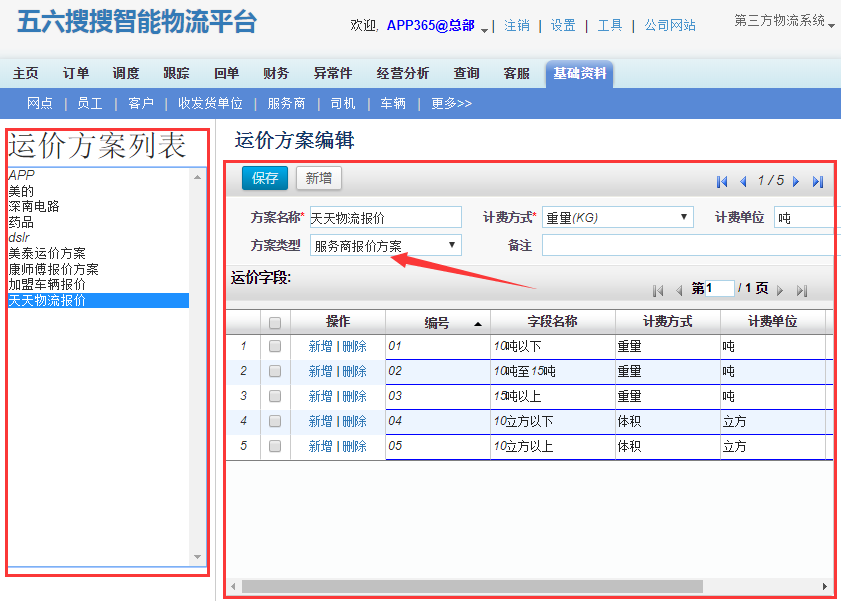 五六搜搜智能物流平台
欢迎, APP365@总部 | 注销 | 设置 | 工具 | 公司网站
第三方物流系统
主页 订单 调度 跟踪 回单 财务 异常件 经营分析 查询 客服 基础资料
网点 | 员工 | 客户 | 收发货单位 | 服务商 | 司机 | 车辆 | 更多>>
运价方案列表
APP
美的
深南电路
药品
dslr
美泰运价方案
康师傅报价方案
加盟车辆报价
天天物流报价
运价方案编辑
保存 新增
1 / 5
方案名称* 天天物流报价 计费方式* 重量(KG) 计费单位 吨
方案类型 服务商报价方案 备注
运价字段:
第1 / 1 页
操作 编号 字段名称 计费方式 计费单位
1 新增 | 删除 01 10吨以下 重量 吨
2 新增 | 删除 02 10吨至15吨 重量 吨
3 新增 | 删除 03 15吨以上 重量 吨
4 新增 | 删除 04 10立方以下 体积 立方
5 新增 | 删除 05 10立方以上 体积 立方